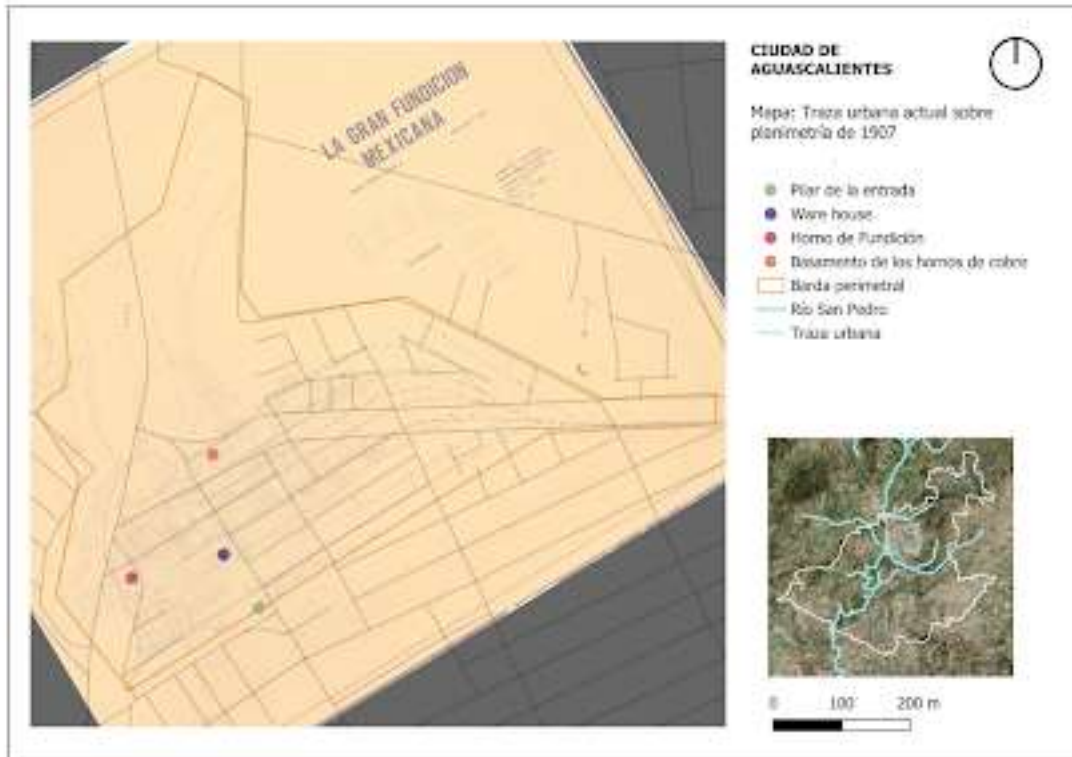 LA GRAN FUNDICION
MEXICANA
CIUDAD DE
AGUASCALIENTES
Mapa: Traza urbana actual sobre
planimetría de 1907
Pilar de la entrada
Ware house
Horno de Fundición
Basamento de los hornos de cobre
Barda perimetral
Río San Pedro
Traza urbana
0 100 200 m